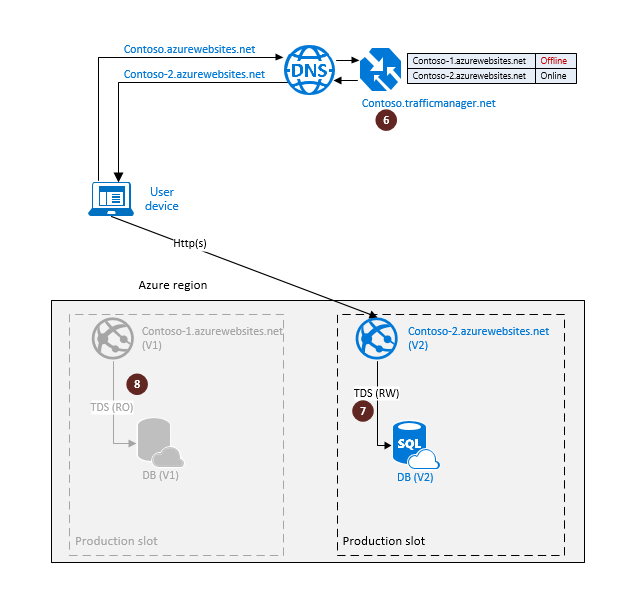 Contoso.azurewebsites.net
Contoso-2.azurewebsites.net
DNS
Contoso-1.azurewebsites.net Offline
Contoso-2.azurewebsites.net Online
Contoso.trafficmanager.net
6
User
device
Http(s)
Azure region
Contoso-1.azurewebsites.net
(V1)
8
TDS (RO)
DB (V1)
Production slot
Contoso-2.azurewebsites.net
(V2)
TDS (RW)
7
SQL
DB (V2)
Production slot